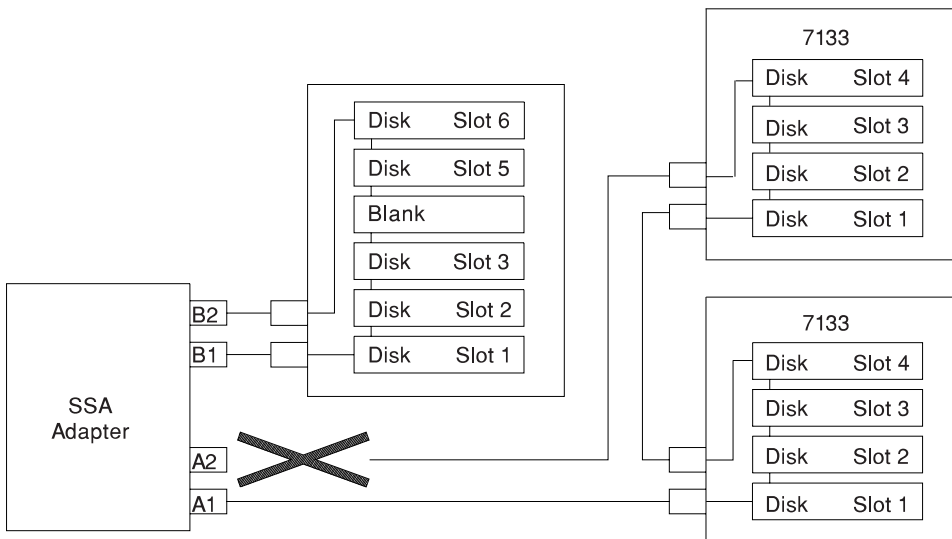 7133
Disk Slot 4
Disk Slot 3
Disk Slot 2
Disk Slot 1
Disk Slot 6
Disk Slot 5
Blank
Disk Slot 3
Disk Slot 2
Disk Slot 1
SSA
Adapter
B2
B1
A2
A1
7133
Disk Slot 4
Disk Slot 3
Disk Slot 2
Disk Slot 1